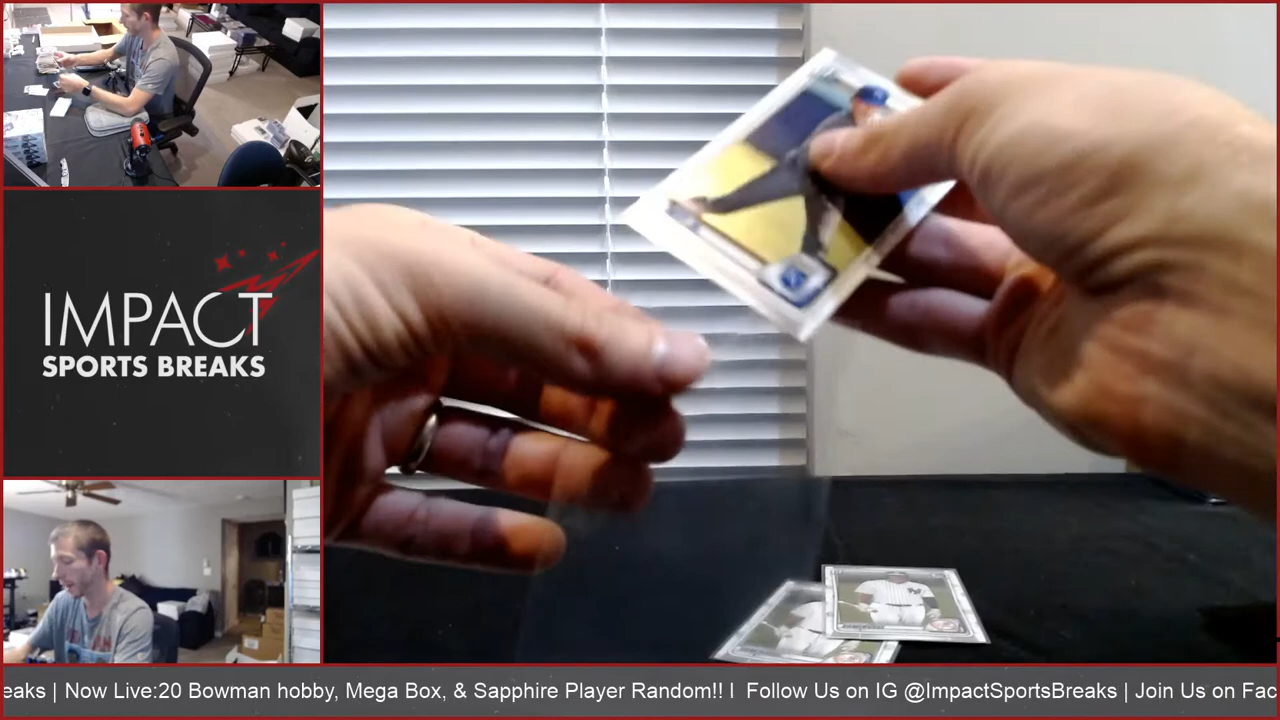 IMPACT
SPORTS BREAKS
eaks | Now Live:20 Bowman hobby, Mega Box, & Sapphire Player Random!! I Follow Us on IG @ImpactSportsBreaks | Join Us on Fac